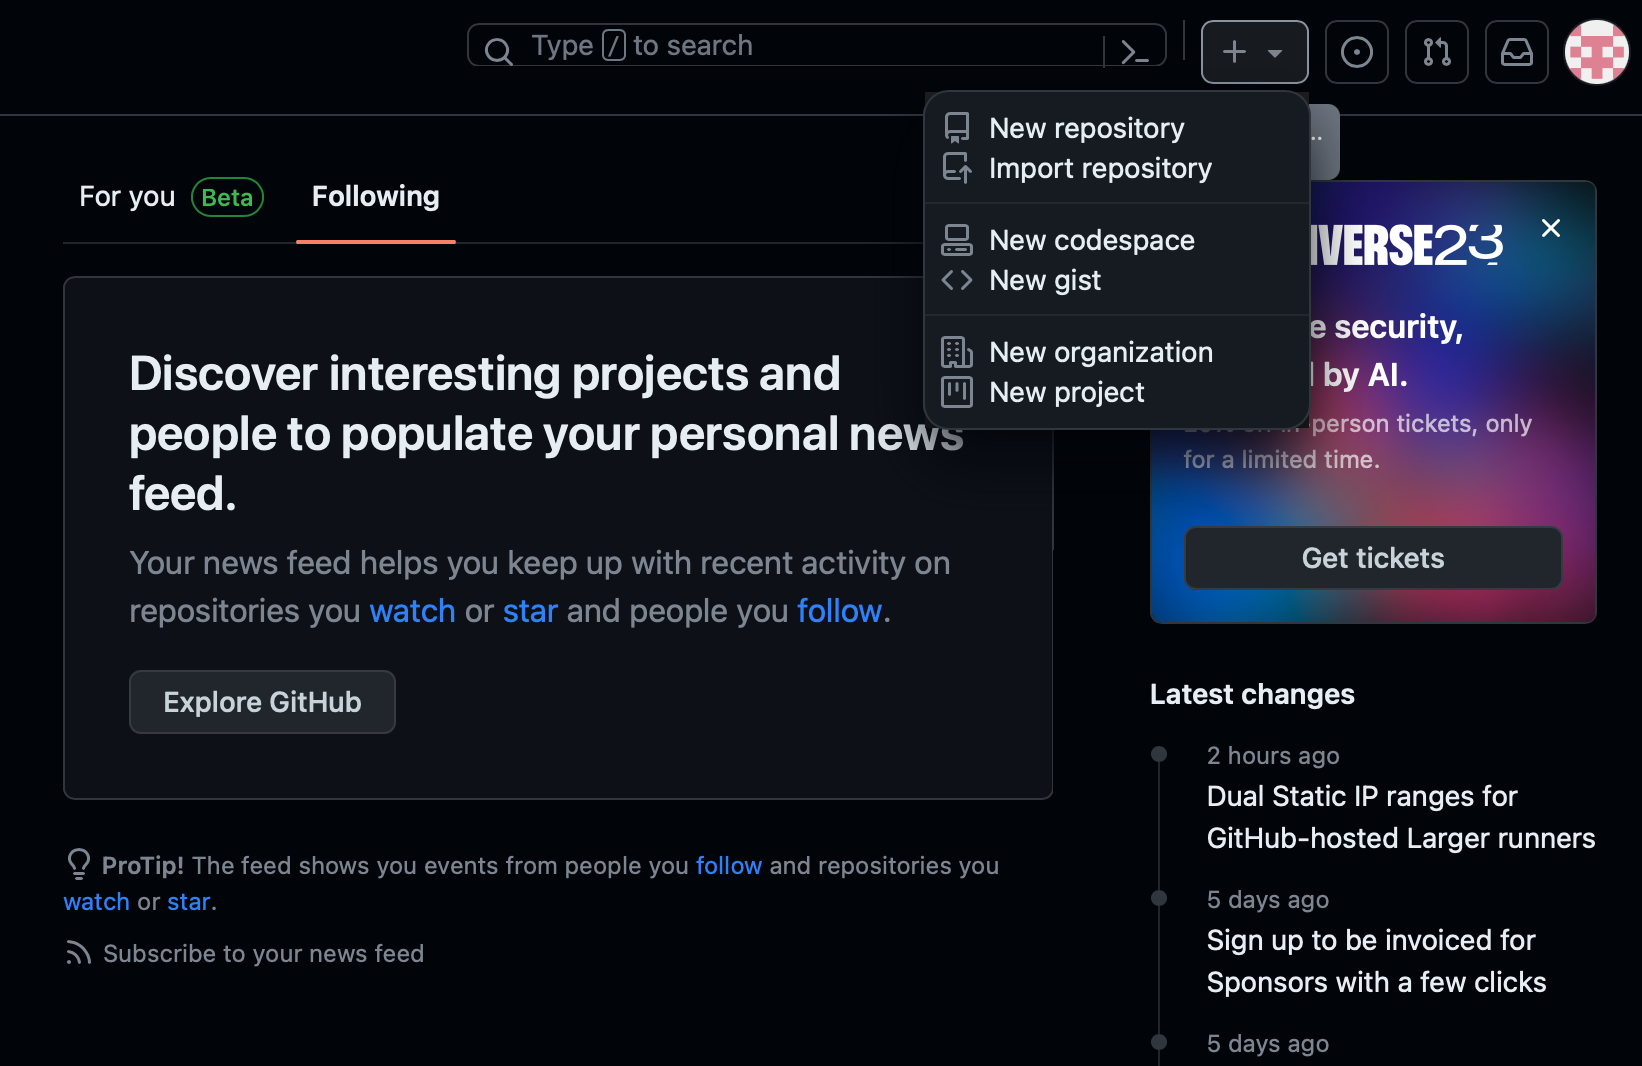 Type / to search
New repository
Import repository
New codespace
New gist
New organization
New project
For you Beta Following
Discover interesting projects and
people to populate your personal news
feed.
Your news feed helps you keep up with recent activity on
repositories you watch or star and people you follow.
Explore GitHub
ProTip! The feed shows you events from people you follow and repositories you
watch or star.
Subscribe to your news feed
VERSE23
security,
by AI.
person tickets, only
for a limited time.
Get tickets
Latest changes
2 hours ago
Dual Static IP ranges for
GitHub-hosted Larger runners
5 days ago
Sign up to be invoiced for
Sponsors with a few clicks
5 days ago